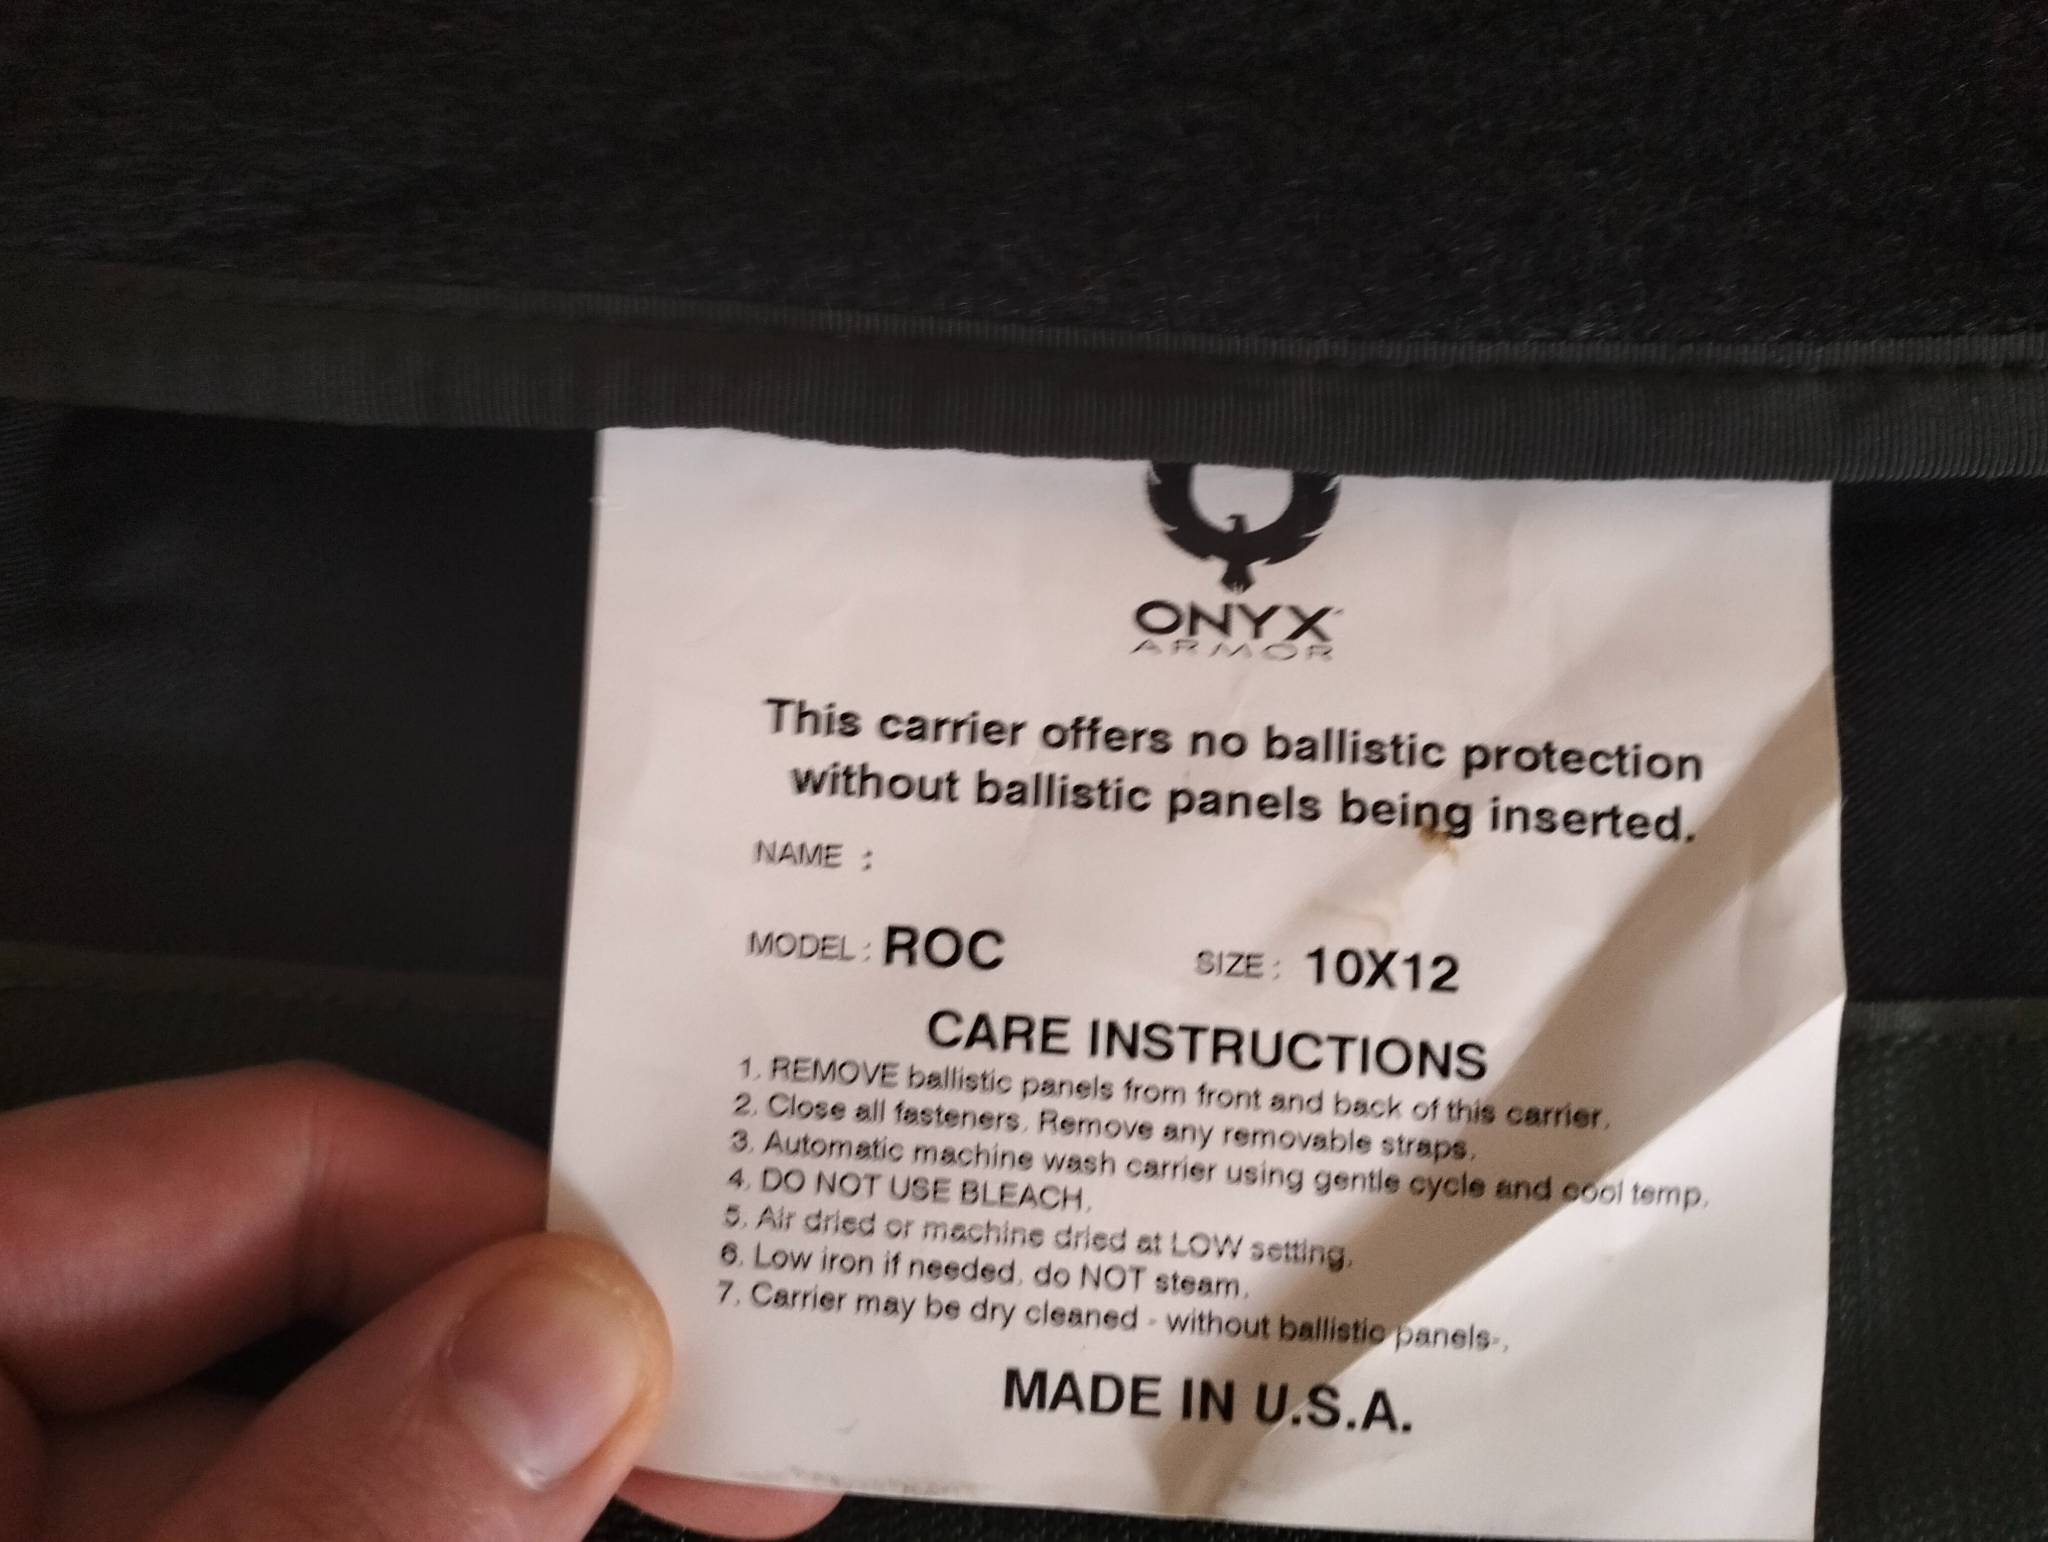 ONYX
ARMOR
This carrier offers no ballistic protection
without ballistic panels being inserted.
NAME :
MODEL : ROC SIZE : 10X12
CARE INSTRUCTIONS
1. REMOVE ballistic panels from front and back of this carrier.
2. Close all fasteners. Remove any removable straps.
3. Automatic machine wash carrier using gentle cycle and cool temp.
4. DO NOT USE BLEACH.
5. Air dried or machine dried at LOW setting.
6. Low iron if needed, do NOT steam.
7. Carrier may be dry cleaned - without ballistic panels-.
MADE IN U.S.A.